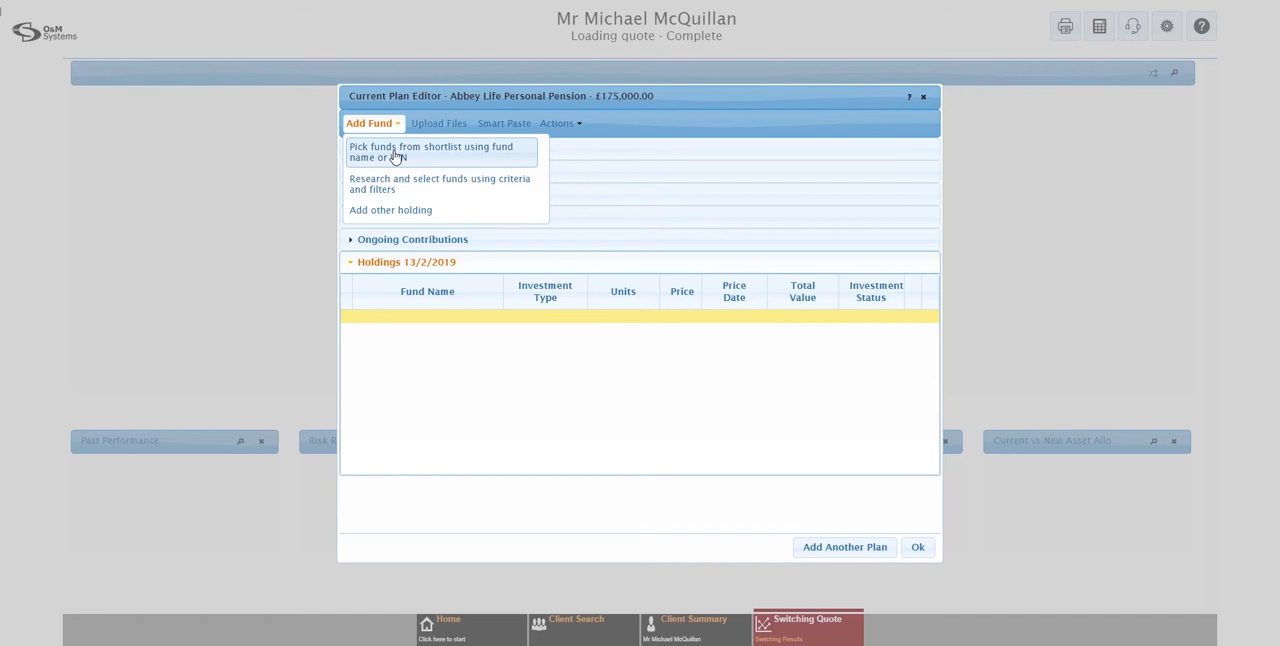 O&M
Systems
Mr Michael McQuillan
Loading quote - Complete
?
Current Plan Editor - Abbey Life Personal Pension - £175,000.00
?
Add Fund
Upload Files
Smart Paste
Actions
Pick funds from shortlist using fund
name or
Research and select funds using criteria
and filters
Add other holding
Ongoing Contributions
Holdings 13/2/2019
Fund Name
Investment
Type
Units
Price
Price
Date
Total
Value
Investment
Status
Past Performance
Risk R
Current vs New Asset Allo
Add Another Plan
Ok
Home
Click here to start
Client Search
Client Summary
Mr Michael McQuillan
Switching Quote
Switching Results